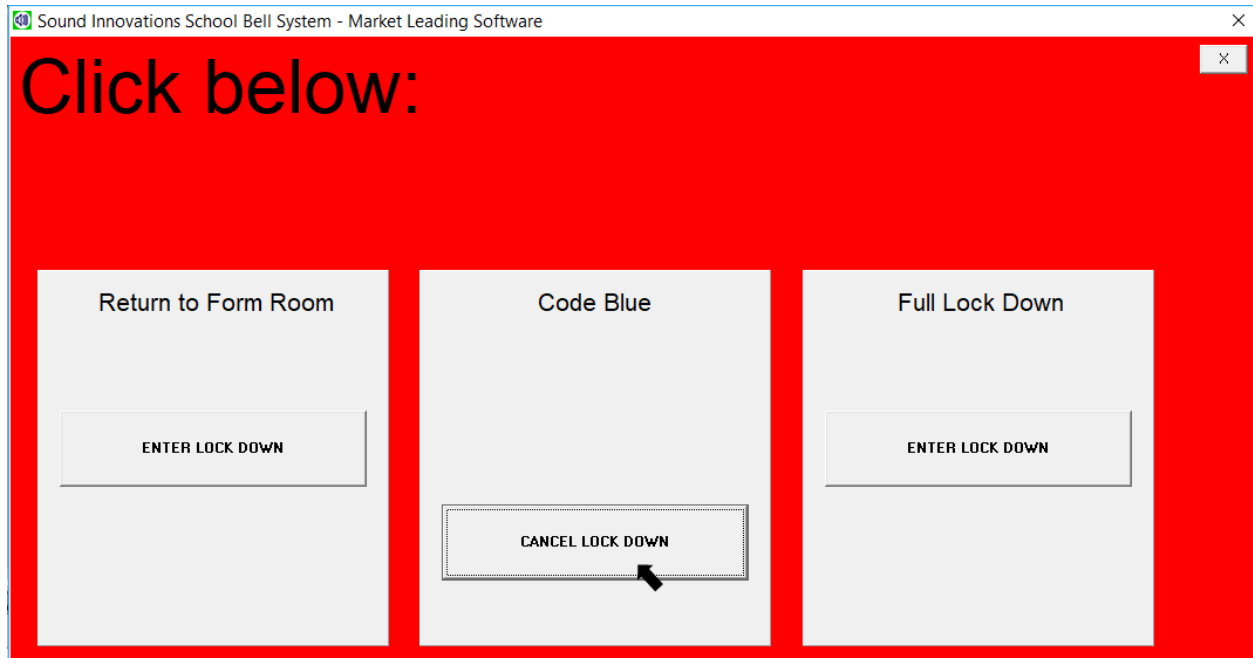 Sound Innovations School Bell System - Market Leading Software
Click below:
X
Return to Form Room
ENTER LOCK DOWN
Code Blue
CANCEL LOCK DOWN
Full Lock Down
ENTER LOCK DOWN